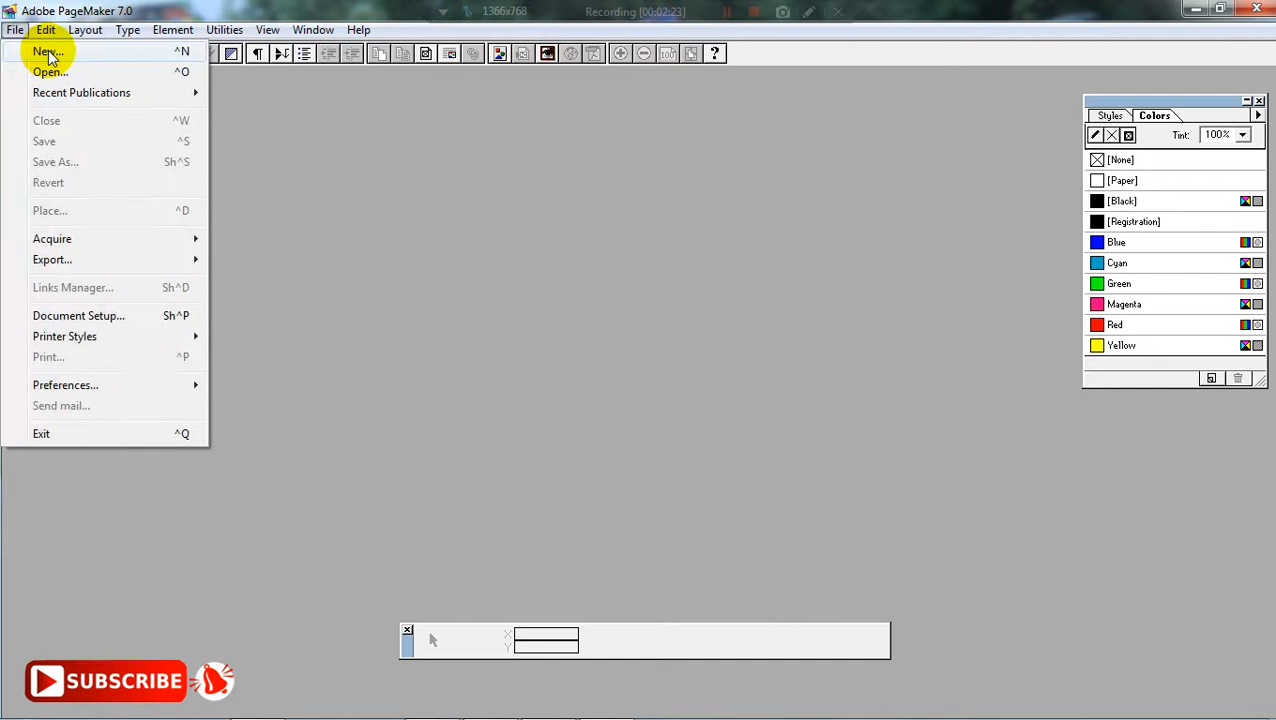 Adobe PageMaker 7.0
1366x768
Recording [00:02:23]
File Edit Layout Type Element Utilities View Window Help
New... ^N
Open... ^O
Recent Publications
Close ^W
Save ^S
Save As... Sh^S
Revert
Place... ^D
Acquire
Export...
Links Manager... Sh^D
Document Setup... Sh^P
Printer Styles
Print... ^P
Preferences...
Send mail...
Exit ^Q
Styles Colors
Tint: 100%
[None]
[Paper]
[Black]
[Registration]
Blue
Cyan
Green
Magenta
Red
Yellow
X
Y
SUBSCRIBE